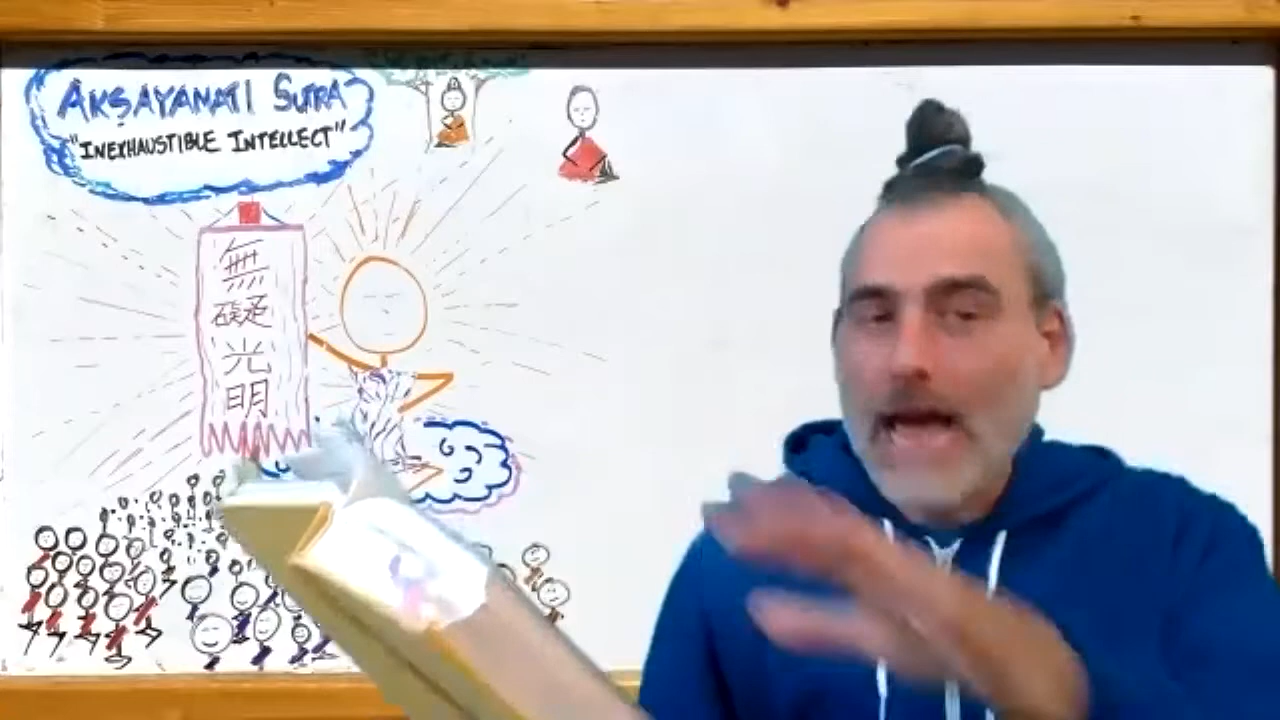 AKṢAYAMATI SUTRA
"INEXHAUSTIBLE INTELLECT"
無
礙
光
明